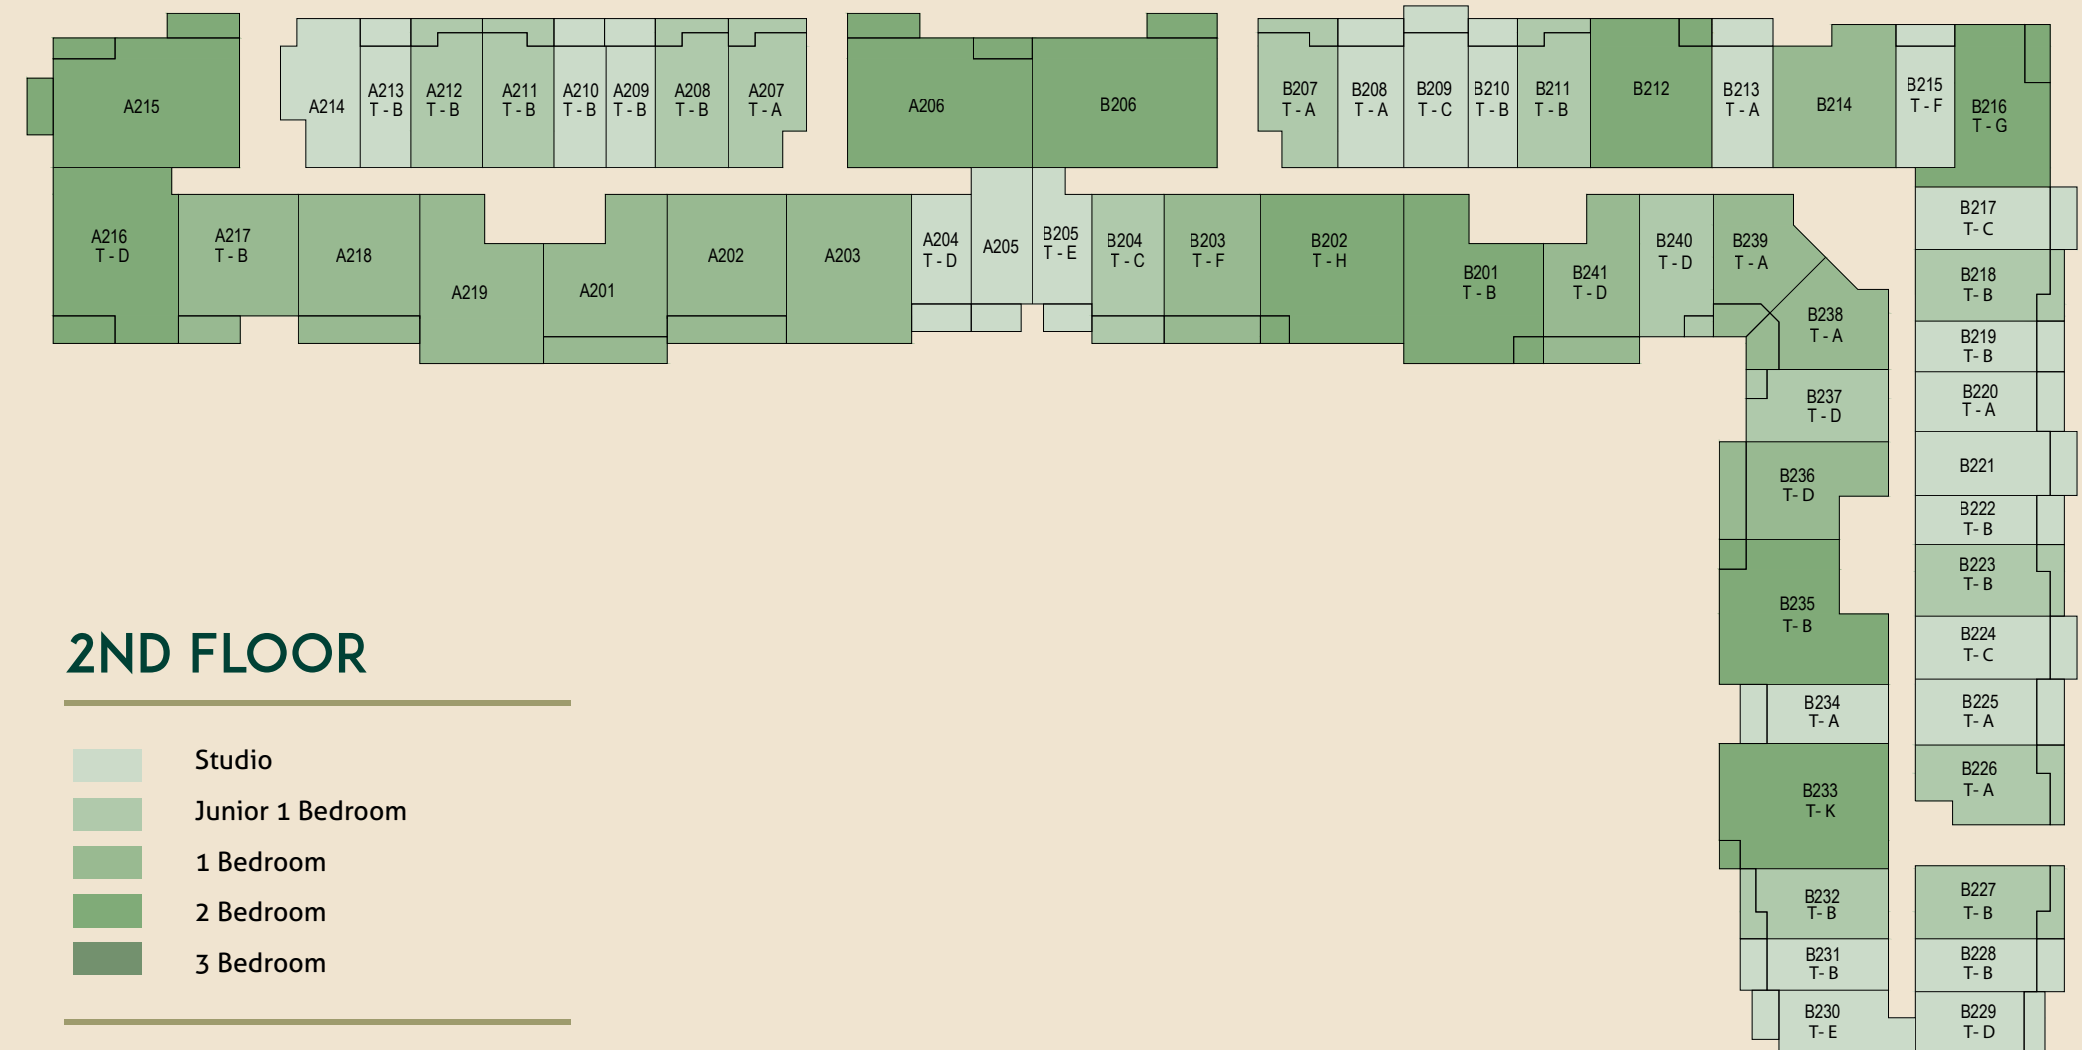 A215
A214
A213
T - B
A212
T - B
A211
T - B
A210
T - B
A209
T - B
A208
T - B
A207
T - A
A206
B206
B207
T - A
B208
T - A
B209
T - C
B210
T - B
B211
T - B
B212
B213
T - A
B214
B215
T - F
B216
T - G
A216
T - D
A217
T - B
A218
A219
A201
A202
A203
A204
T - D
A205
B205
T - E
B204
T - C
B203
T - F
B202
T - H
B201
T - B
B241
T - D
B240
T - D
B239
T - A
B238
T - A
B237
T - D
B236
T- D
B235
T- B
B234
T- A
B233
T- K
B232
T- B
B231
T- B
B230
T- E
B217
T- C
B218
T- B
B219
T- B
B220
T - A
B221
B222
T- B
B223
T- B
B224
T- C
B225
T- A
B226
T- A
B227
T- B
B228
T- B
B229
T- D
2ND FLOOR
Studio
Junior 1 Bedroom
1 Bedroom
2 Bedroom
3 Bedroom